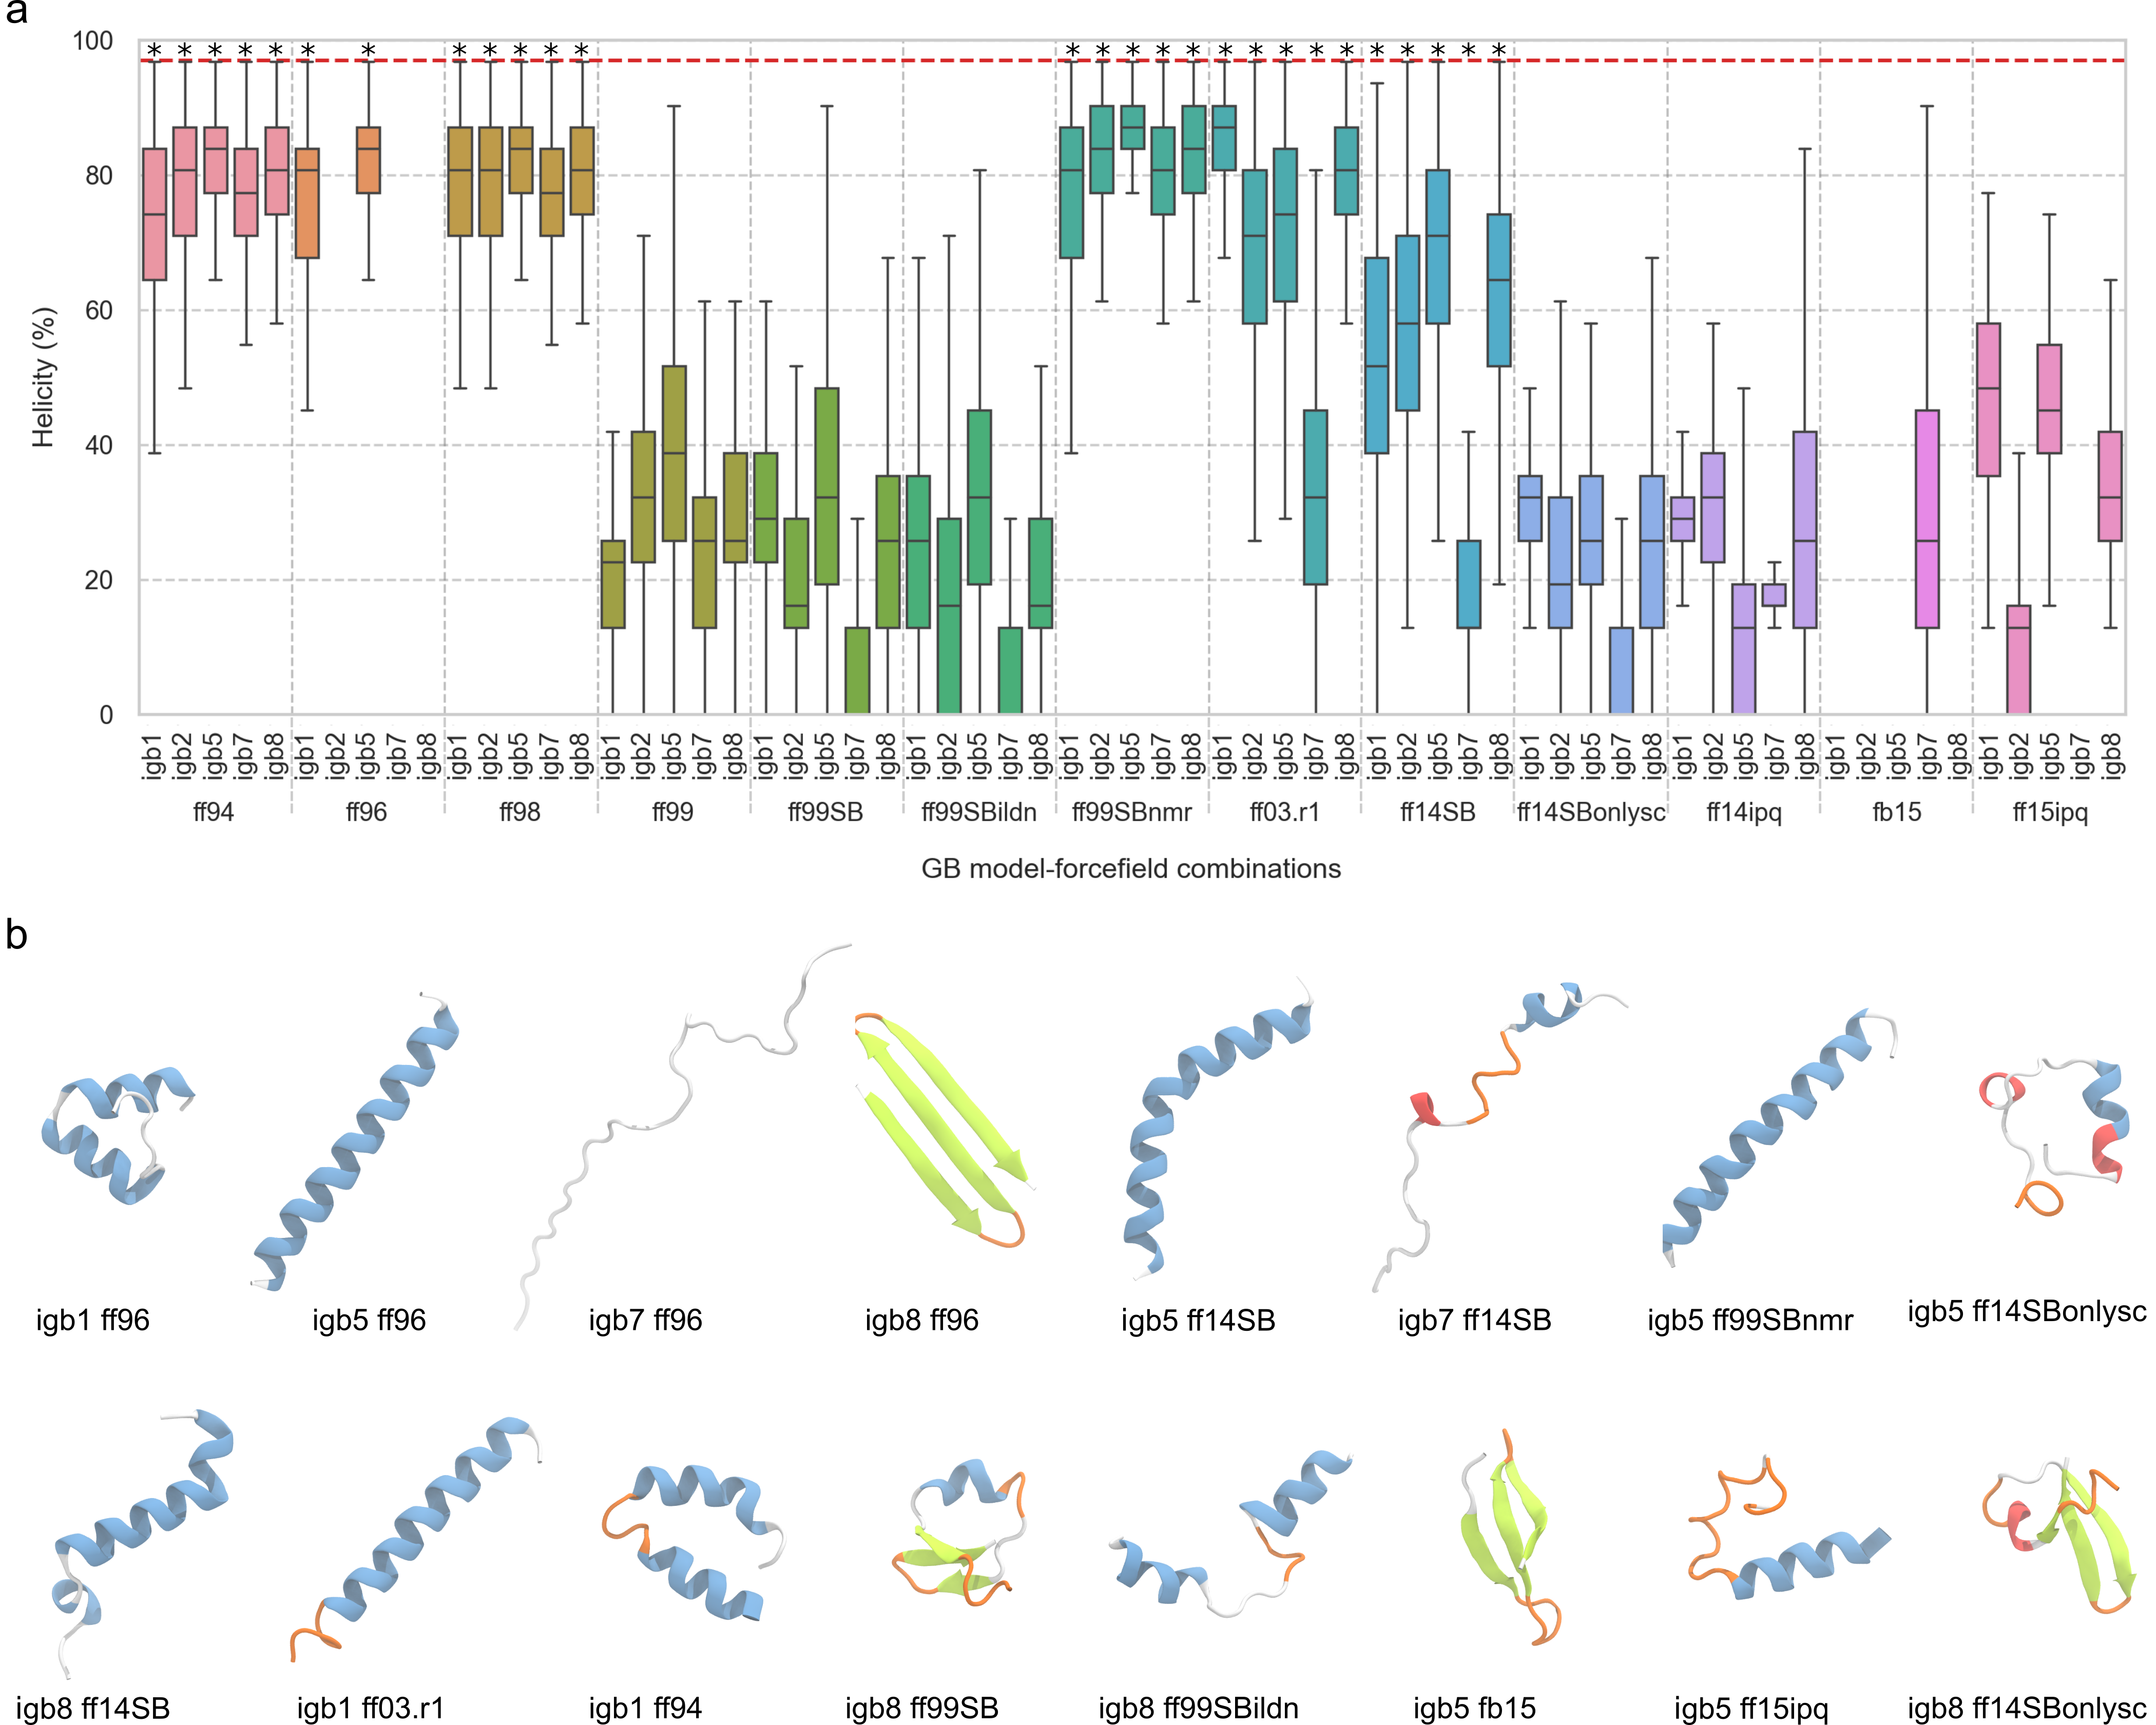 a
100
* * * * * * * * * * * * * * * * * * * * * * * * * * *
80
60
40
20
0
Helicity (%)
igb1 igb2 igb5 igb7 igb8 igb1 igb2 igb5 igb7 igb8 igb1 igb2 igb5 igb7 igb8 igb1 igb2 igb5 igb7 igb8 igb1 igb2 igb5 igb7 igb8 igb1 igb2 igb5 igb7 igb8 igb1 igb2 igb5 igb7 igb8 igb1 igb2 igb5 igb7 igb8 igb1 igb2 igb5 igb7 igb8 igb1 igb2 igb5 igb7 igb8 igb1 igb2 igb5 igb7 igb8 igb1 igb2 igb5 igb7 igb8 igb1 igb2 igb5 igb7 igb8
ff94 ff96 ff98 ff99 ff99SB ff99SBildn ff99SBnmr ff03.r1 ff14SB ff14SBonlysc ff14ipq fb15 ff15ipq
GB model-forcefield combinations
b
igb1 ff96 igb5 ff96 igb7 ff96 igb8 ff96 igb5 ff14SB igb7 ff14SB igb5 ff99SBnmr igb5 ff14SBonlysc
igb8 ff14SB igb1 ff03.r1 igb1 ff94 igb8 ff99SB igb8 ff99SBildn igb5 fb15 igb5 ff15ipq igb8 ff14SBonlysc